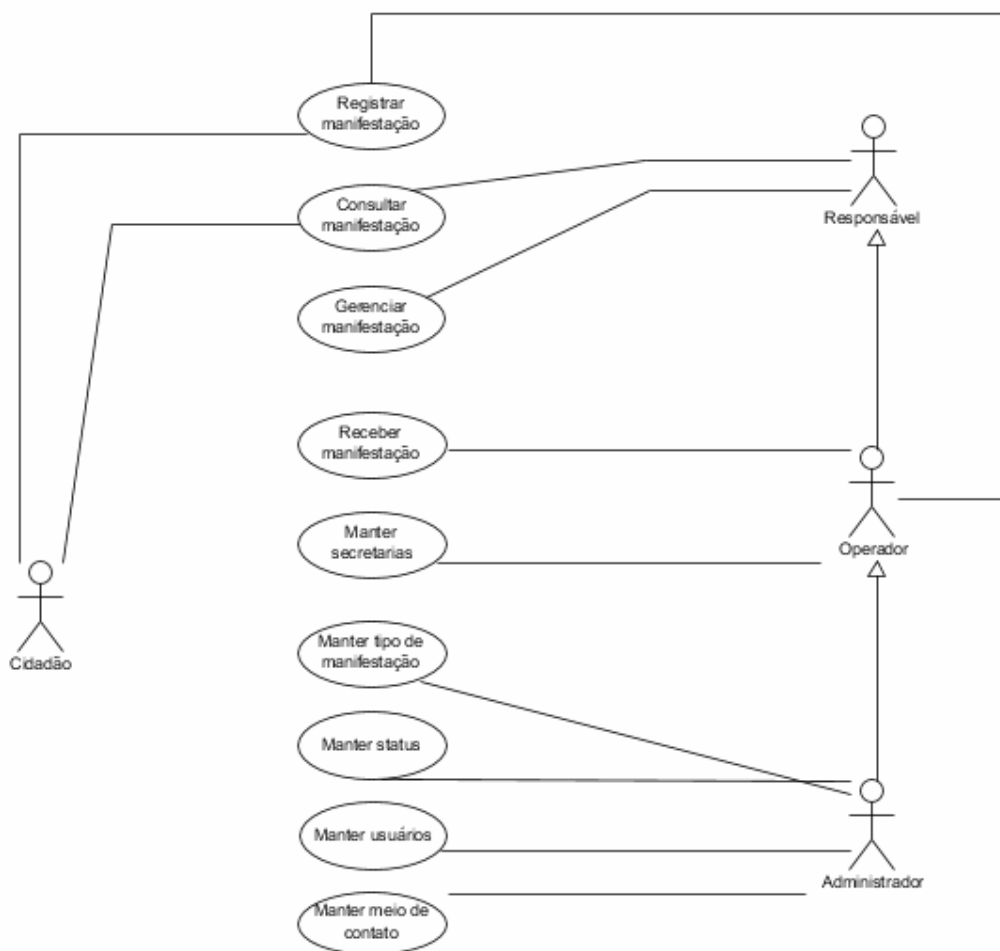 Registrar
manifestação
Consultar
manifestação
Responsável
Gerenciar
manifestação
Receber
manifestação
Manter
secretarias
Operador
Cidadão
Manter tipo de
manifestação
Manter status
Manter usuários
Administrador
Manter meio de
contato